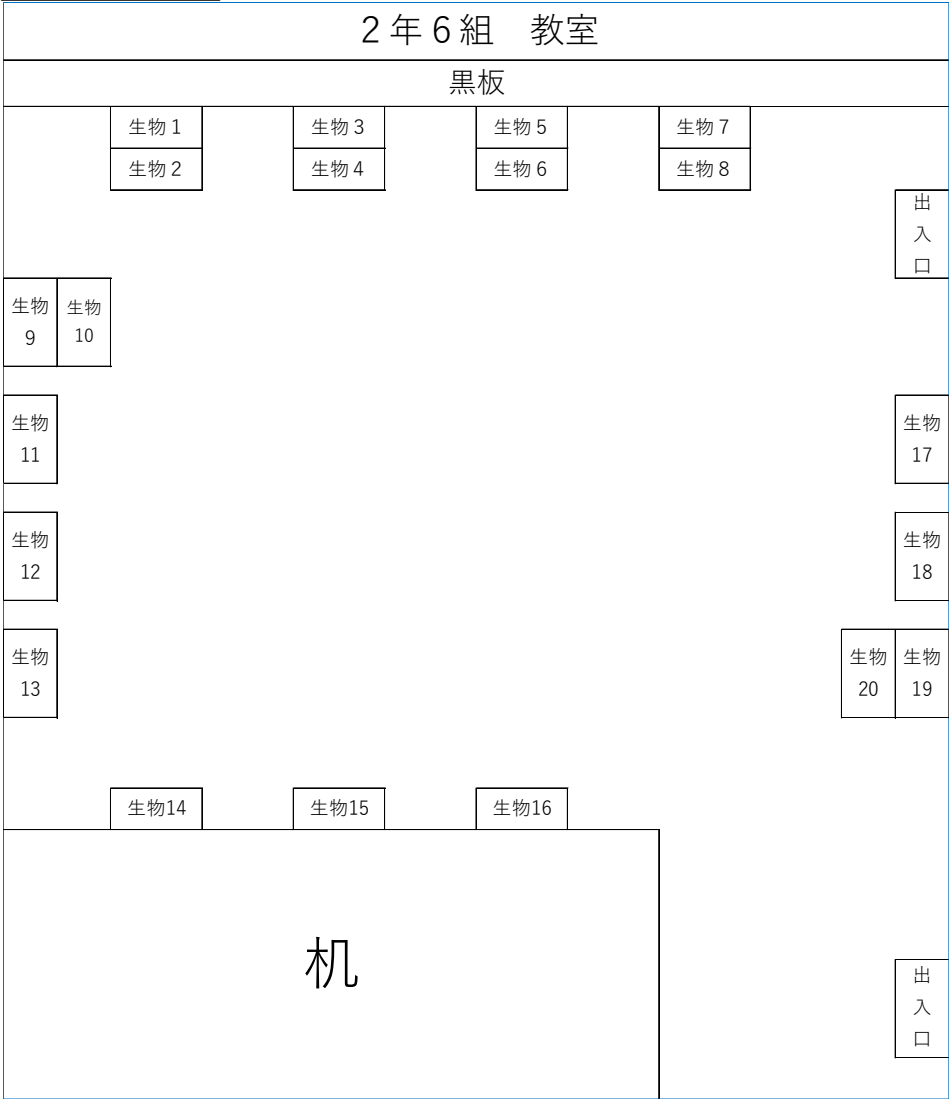 ２年６組　教室
黒板
生物１
生物３
生物５
生物７
生物２
生物４
生物６
生物８
出
入
口
生物
9
生物
10
生物
11
生物
17
生物
12
生物
18
生物
13
生物
20
生物
19
生物14
生物15
生物16
机
出
入
口